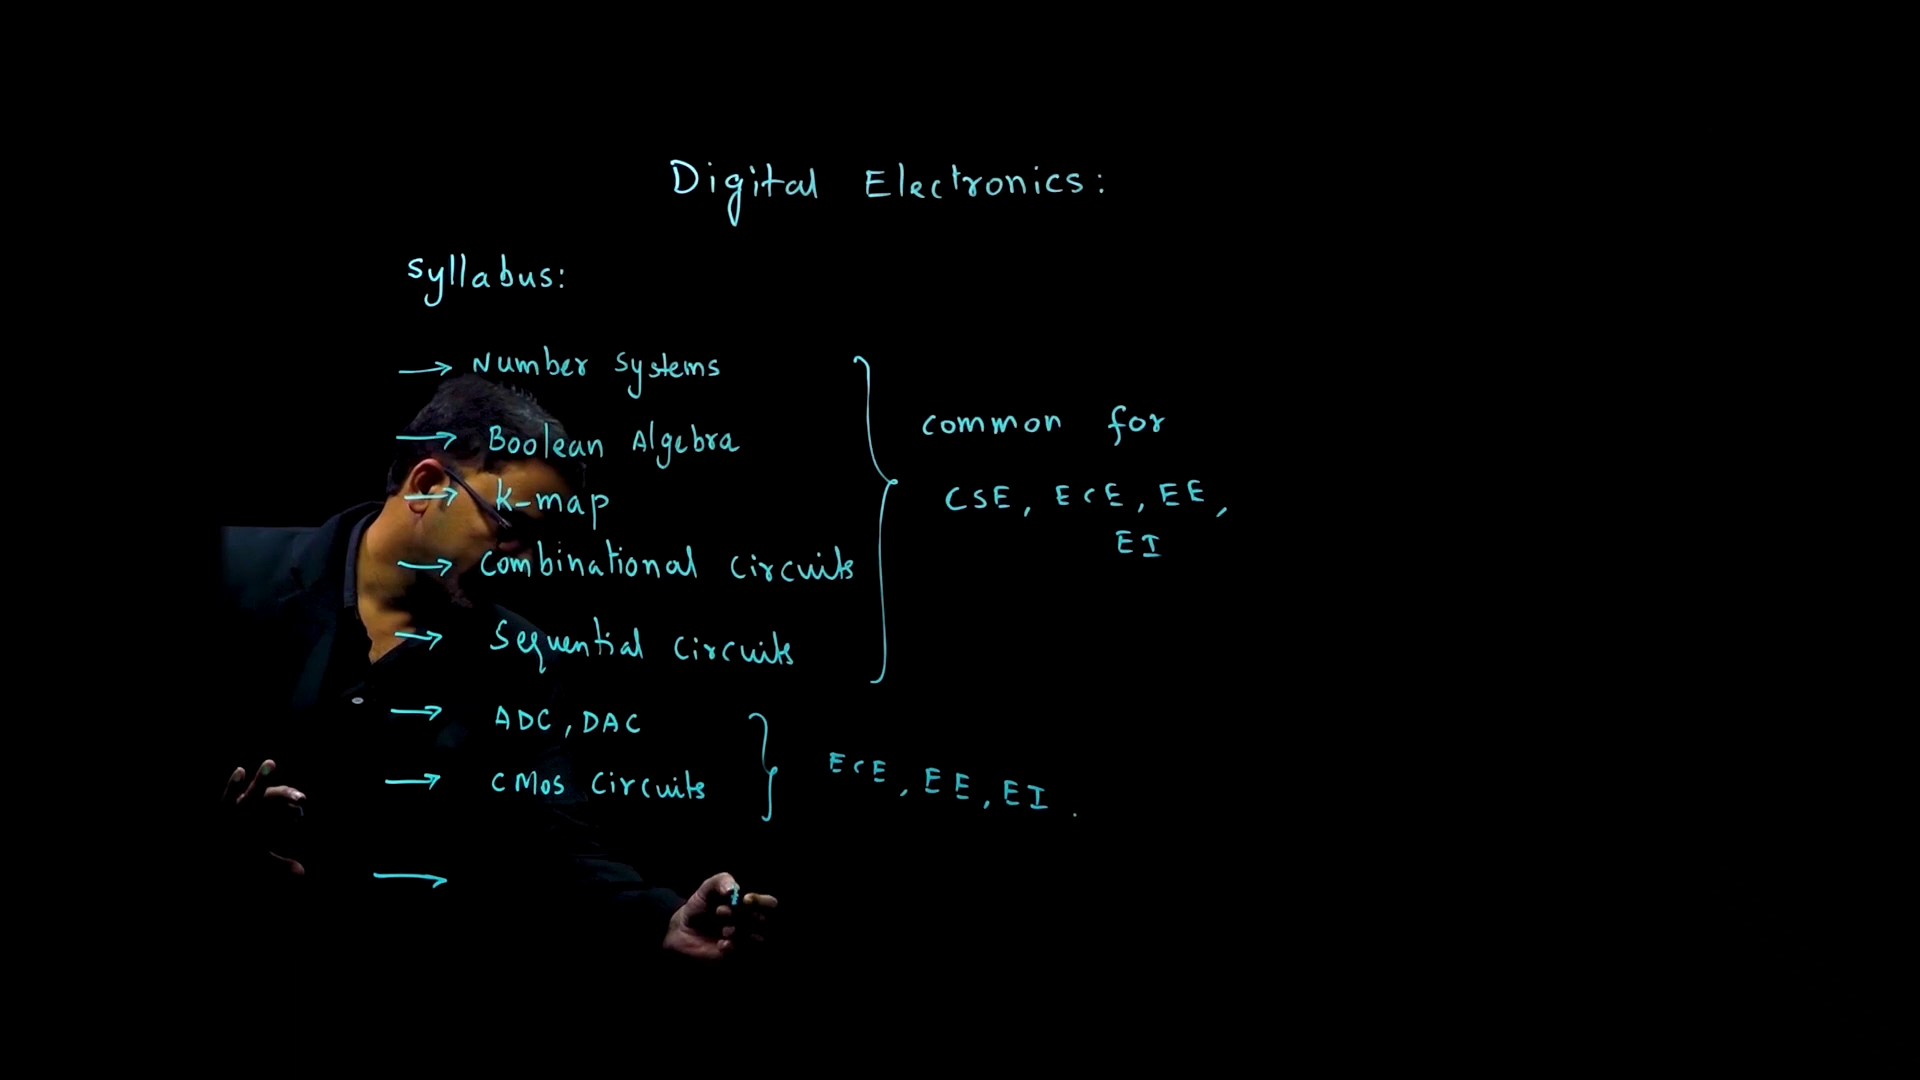 Digital Electronics:
Syllabus:
→ Number Systems
→ Boolean Algebra
→ K-map
→ Combinational Circuits
→ Sequential Circuits
common for
CSE, ECE, EE,
EI
→ ADC, DAC
→ CMOS Circuits
ECE, EE, EI.
→